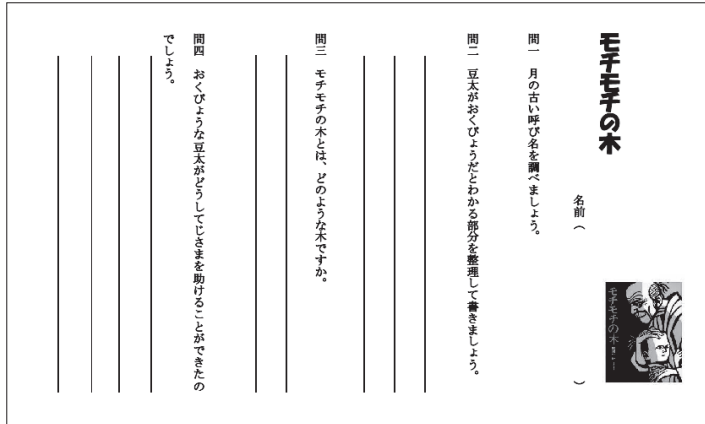 モチモチの木
名前（　　　　　　　）
モチモチの木
問一　月の古い呼び名を調べましょう。
問二　豆太がおくびょうだとわかる部分を整理して書きましょう。
問三　モチモチの木とは、どのような木ですか。
問四　おくびょうな豆太がどうしてじさまを助けることができたの
でしょう。